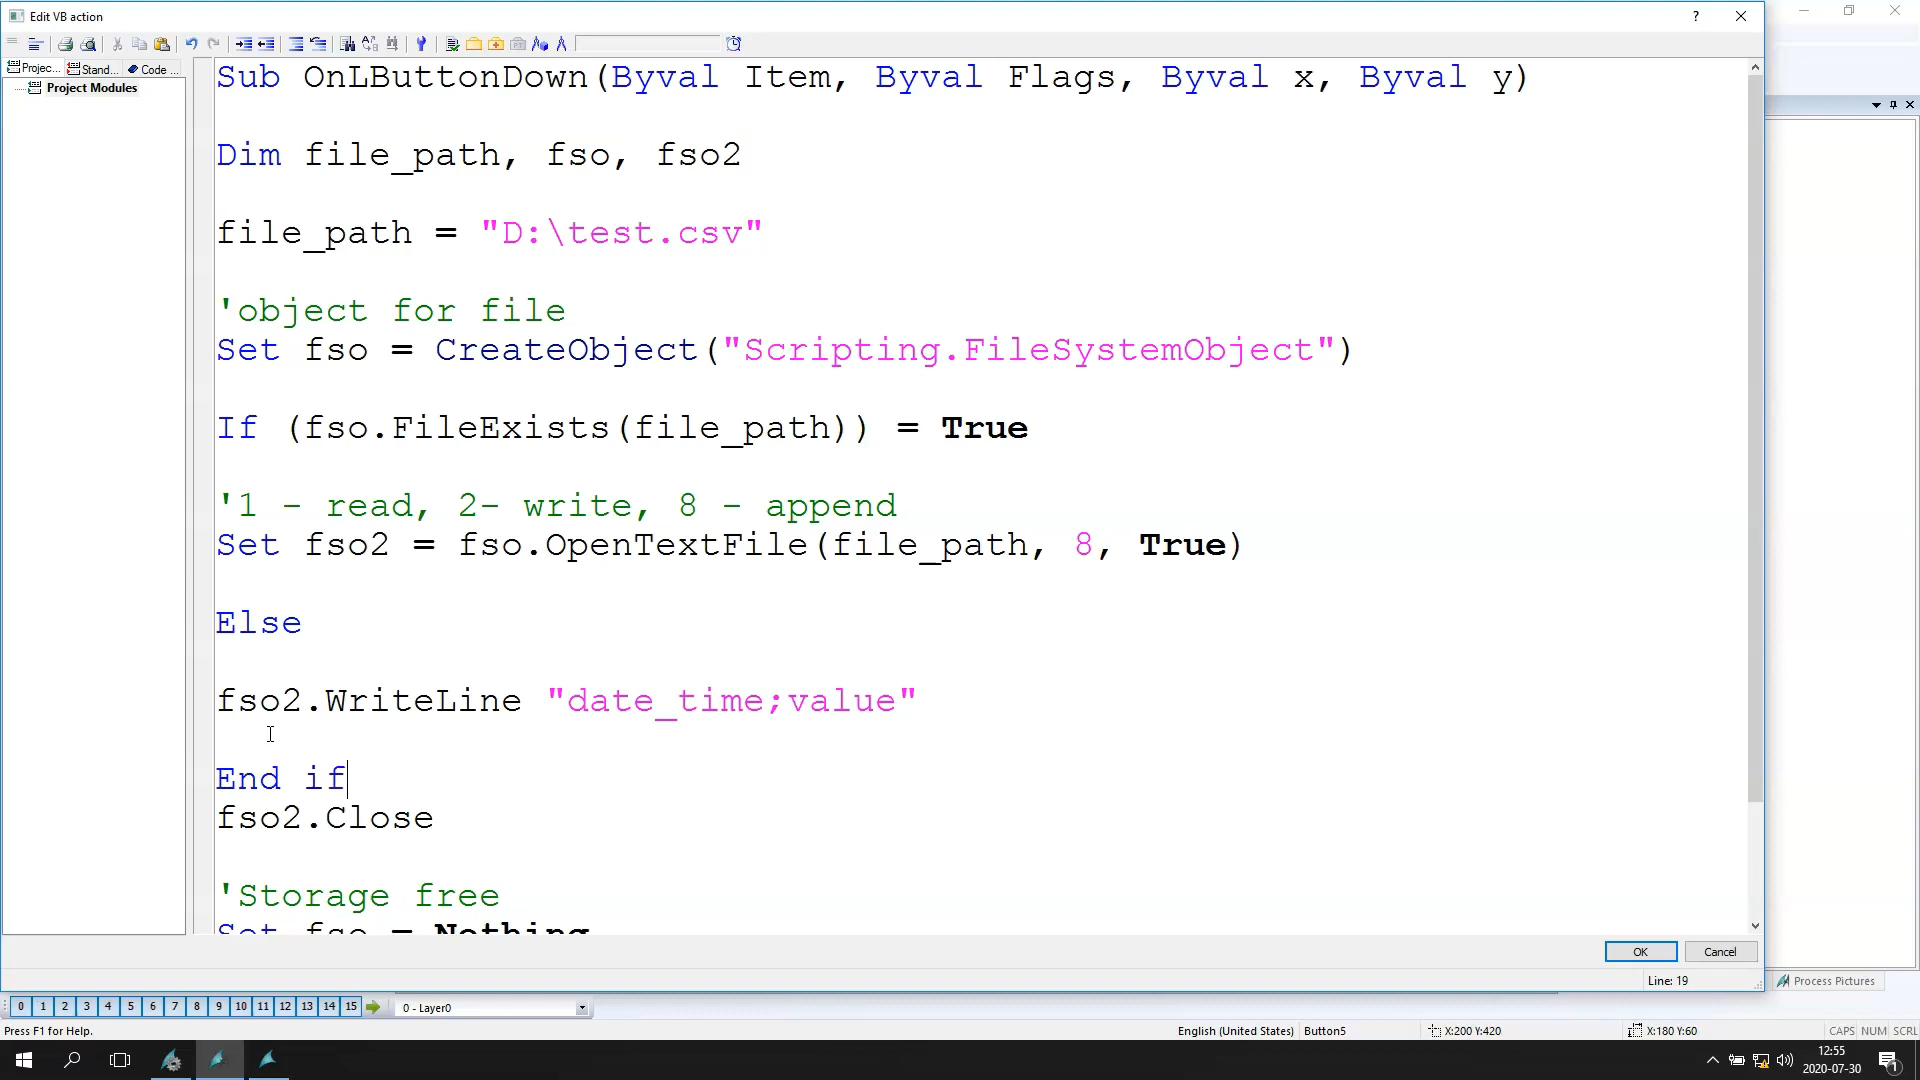 Edit VB action
Projec...
Stand...
Code ...
Project Modules
Sub OnLButtonDown(Byval Item, Byval Flags, Byval x, Byval y)
Dim file_path, fso, fso2
file_path = "D:\test.csv"
'object for file
Set fso = CreateObject("Scripting.FileSystemObject")
If (fso.FileExists(file_path)) = True
'1 - read, 2- write, 8 - append
Set fso2 = fso.OpenTextFile(file_path, 8, True)
Else
fso2.WriteLine "date_time;value"
End if
fso2.Close
'Storage free
Set fso = Nothing
OK
Cancel
Line: 19
Process Pictures
0 1 2 3 4 5 6 7 8 9 10 11 12 13 14 15
0 - Layer0
Press F1 for Help.
English (United States)
Button5
X:200 Y:420
X:180 Y:60
CAPS NUM SCRL
12:55
2020-07-30
1